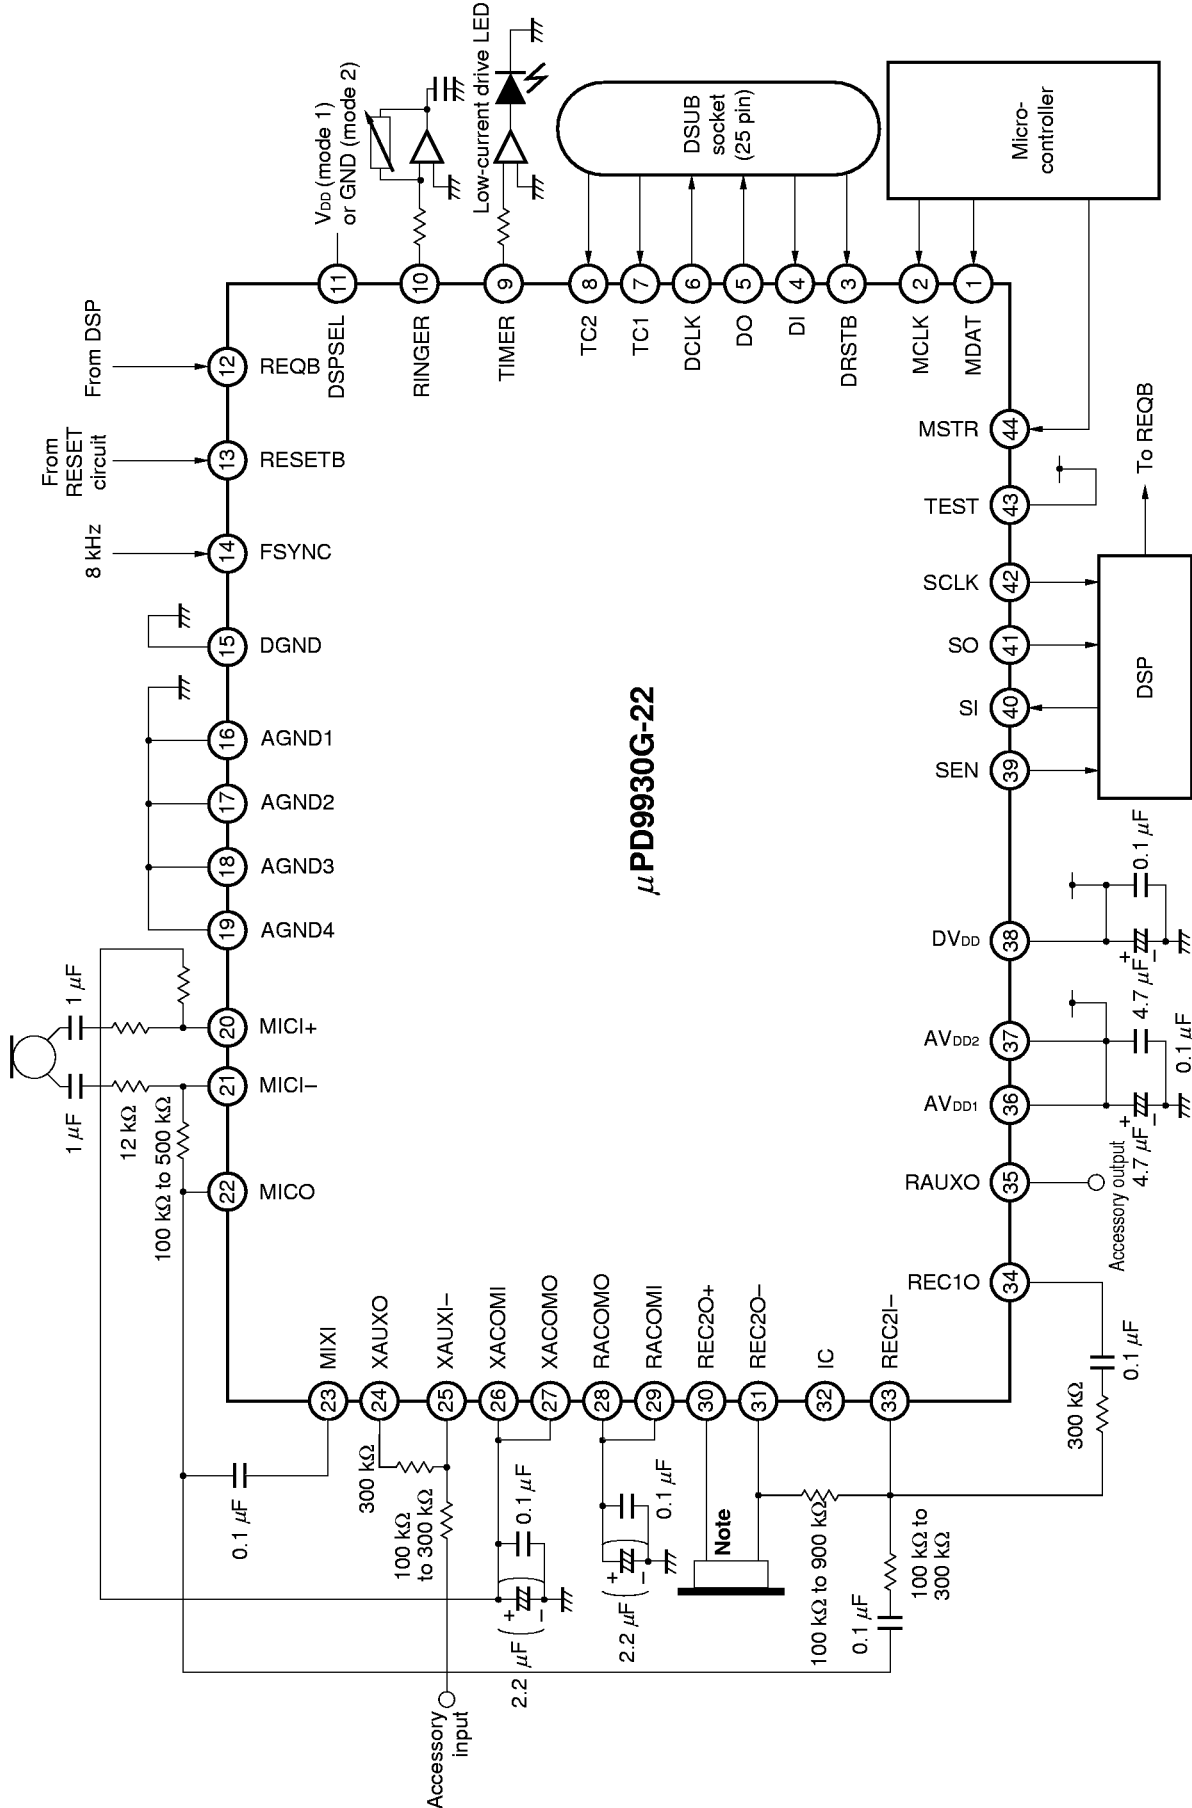 μPD9930G-22
VDD (mode 1)
or GND (mode 2)
Low-current drive LED
DSUB
socket
(25 pin)
Micro-
controller
11
10
9
8
7
6
5
4
3
2
1
DSPSEL
RINGER
TIMER
TC2
TC1
DCLK
DO
DI
DRSTB
MCLK
MDAT
From DSP
12
REQB
From
RESET
circuit
13
RESETB
8 kHz
14
FSYNC
15
DGND
16
AGND1
17
AGND2
18
AGND3
19
AGND4
1 μF
20
MICI+
21
MICI–
1 μF
12 kΩ
100 kΩ to 500 kΩ
22
MICO
MSTR
44
TEST
43
To REQB
SCLK
42
SO
41
SI
40
SEN
39
DSP
DVDD
38
4.7 μF
+
–
0.1 μF
AVDD2
37
AVDD1
36
4.7 μF
+
–
0.1 μF
RAUXO
35
Accessory output
REC1O
34
0.1 μF
300 kΩ
MIXI
XAUXO
XAUXI–
XACOMI
XACOMO
RACOMO
RACOMI
REC2O+
REC2O–
IC
REC2I–
23
24
25
26
27
28
29
30
31
32
33
0.1 μF
300 kΩ
100 kΩ
to 300 kΩ
0.1 μF
+
–
2.2 μF
0.1 μF
+
–
2.2 μF
Note
100 kΩ to 900 kΩ
100 kΩ to
300 kΩ
0.1 μF
Accessory
input